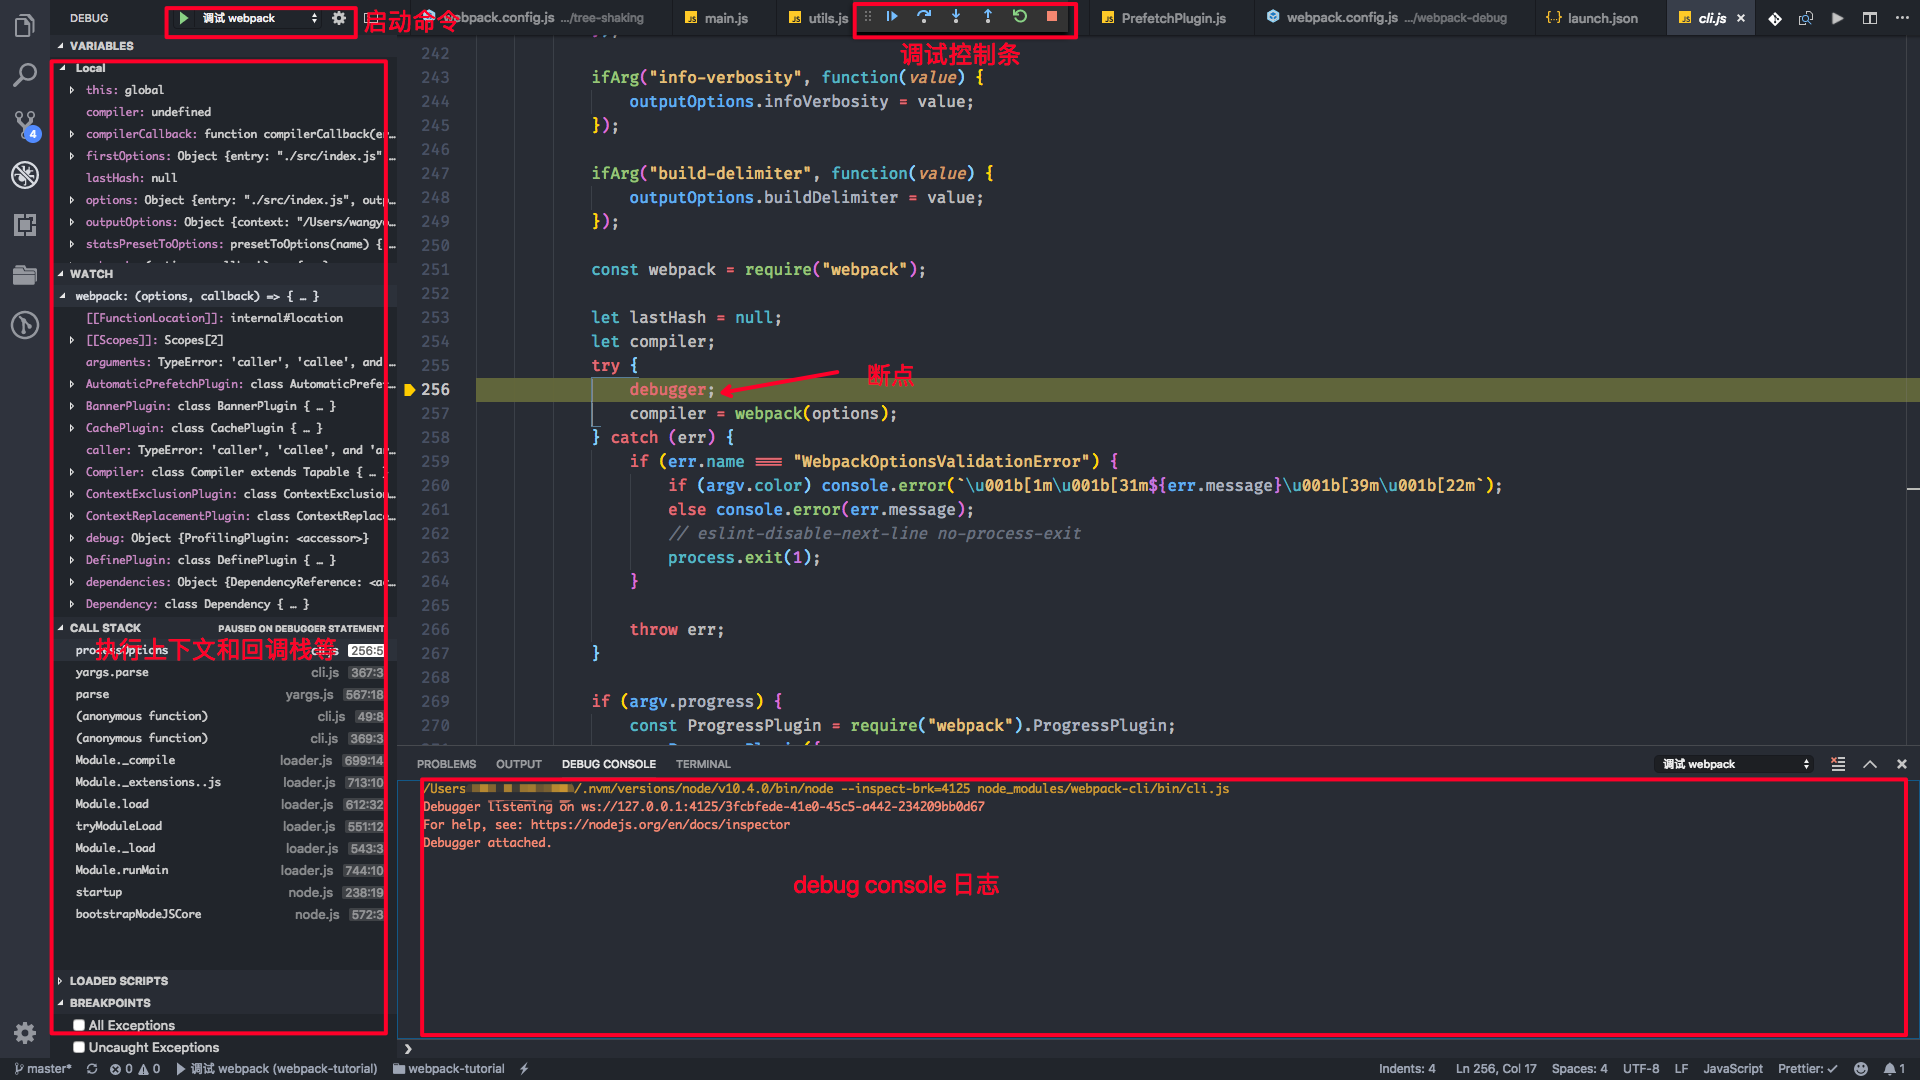 DEBUG
调试 webpack
启动命令
webpack.config.js .../tree-shaking
main.js
utils.js
PrefetchPlugin.js
webpack.config.js .../webpack-debug
launch.json
cli.js
调试控制条
VARIABLES
Local
this: global
compiler: undefined
compilerCallback: function compilerCallback(er…
firstOptions: Object {entry: "./src/index.js" …
lastHash: null
options: Object {entry: "./src/index.js", outp…
outputOptions: Object {context: "/Users/wangyo…
statsPresetToOptions: presetToOptions(name) { …
WATCH
webpack: (options, callback) => { … }
[[FunctionLocation]]: internal#location
[[Scopes]]: Scopes[2]
arguments: TypeError: 'caller', 'callee', and …
AutomaticPrefetchPlugin: class AutomaticPrefet…
BannerPlugin: class BannerPlugin { … }
CachePlugin: class CachePlugin { … }
caller: TypeError: 'caller', 'callee', and 'ar…
Compiler: class Compiler extends Tapable { … }
ContextExclusionPlugin: class ContextExclusion…
ContextReplacementPlugin: class ContextReplace…
debug: Object {ProfilingPlugin: <accessor>}
DefinePlugin: class DefinePlugin { … }
dependencies: Object {DependencyReference: <ac…
Dependency: class Dependency { … }
CALL STACK PAUSED ON DEBUGGER STATEMENT
执行上下文和回调栈等
processOptions cli.js 256:5
yargs.parse cli.js 367:3
parse yargs.js 567:18
(anonymous function) cli.js 49:8
(anonymous function) cli.js 369:3
Module._compile loader.js 699:14
Module._extensions..js loader.js 713:10
Module.load loader.js 612:32
tryModuleLoad loader.js 551:12
Module._load loader.js 543:3
Module.runMain loader.js 744:10
startup node.js 238:19
bootstrapNodeJSCore node.js 572:3
LOADED SCRIPTS
BREAKPOINTS
All Exceptions
Uncaught Exceptions
4
242
243 ifArg("info-verbosity", function(value) {
244 outputOptions.infoVerbosity = value;
245 });
246
247 ifArg("build-delimiter", function(value) {
248 outputOptions.buildDelimiter = value;
249 });
250
251 const webpack = require("webpack");
252
253 let lastHash = null;
254 let compiler;
255 try {
256 debugger;
断点
257 compiler = webpack(options);
258 } catch (err) {
259 if (err.name === "WebpackOptionsValidationError") {
260 if (argv.color) console.error(`\u001b[1m\u001b[31m${err.message}\u001b[39m\u001b[22m`);
261 else console.error(err.message);
262 // eslint-disable-next-line no-process-exit
263 process.exit(1);
264 }
265
266 throw err;
267 }
268
269 if (argv.progress) {
270 const ProgressPlugin = require("webpack").ProgressPlugin;
PROBLEMS OUTPUT DEBUG CONSOLE TERMINAL
调试 webpack
/Users /.nvm/versions/node/v10.4.0/bin/node --inspect-brk=4125 node_modules/webpack-cli/bin/cli.js
Debugger listening on ws://127.0.0.1:4125/3fcbfede-41e0-45c5-a442-234209bb0d67
For help, see: https://nodejs.org/en/docs/inspector
Debugger attached.
debug console 日志
master* 0 0 调试 webpack (webpack-tutorial) webpack-tutorial Indents: 4 Ln 256, Col 17 Spaces: 4 UTF-8 LF JavaScript Prettier: ✓ 1